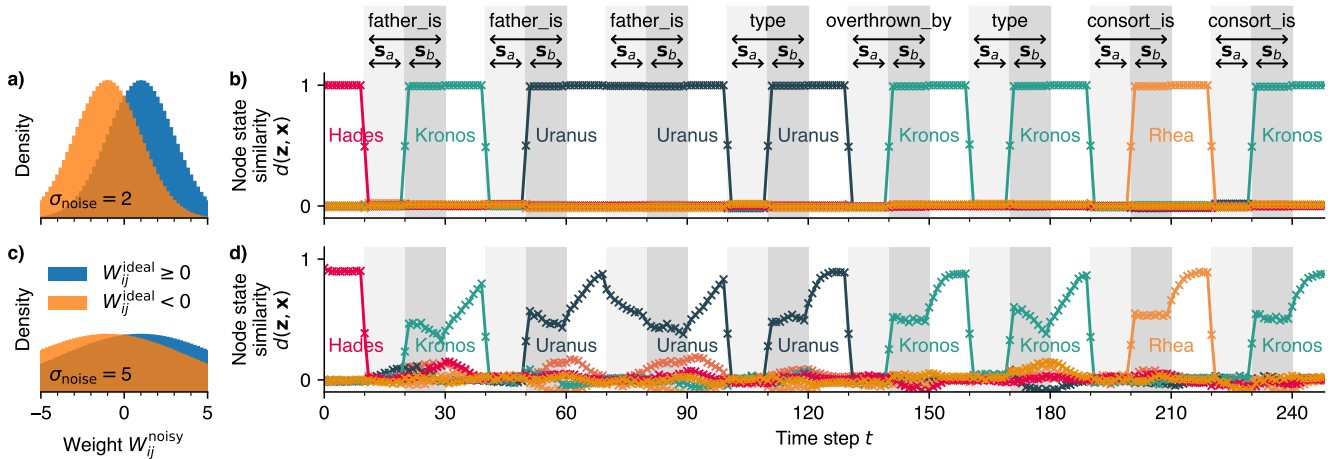 father_is father_is father_is type overthrown_by type consort_is consort_is
s_a s_b s_a s_b s_a s_b s_a s_b s_a s_b s_a s_b s_a s_b s_a s_b
a)
Density
σ_noise = 2
b)
Node state
similarity
d(z, x)
1
0
Hades Kronos Uranus Uranus Uranus Kronos Kronos Rhea Kronos
c)
W_ij^ideal ≥ 0
W_ij^ideal < 0
Density
σ_noise = 5
−5 0 5
Weight W_ij^noisy
d)
Node state
similarity
d(z, x)
1
0
Hades Kronos Uranus Uranus Uranus Kronos Kronos Rhea Kronos
0 30 60 90 120 150 180 210 240
Time step t